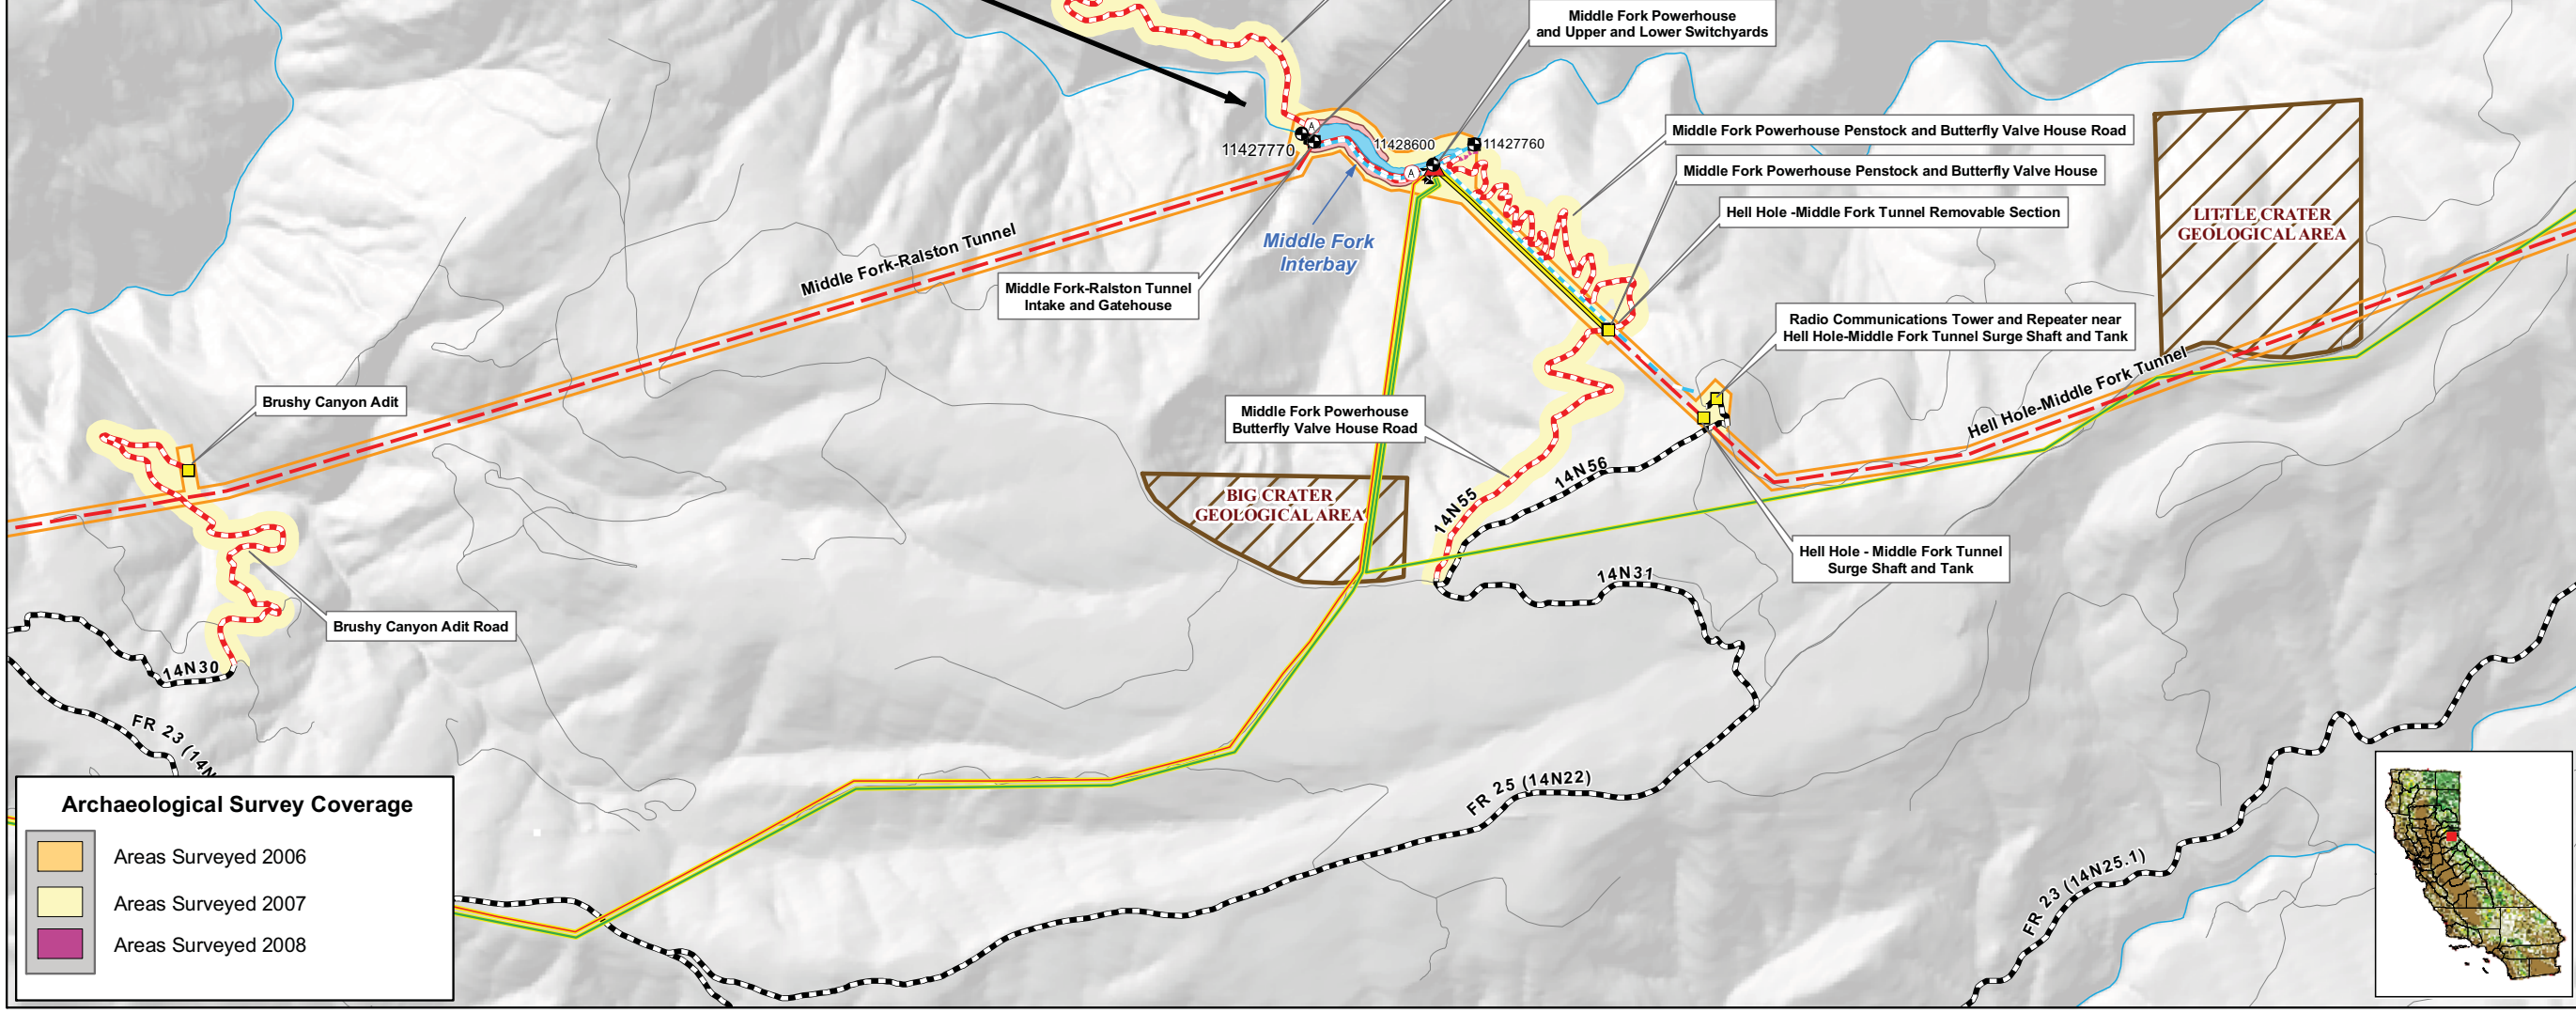 Middle Fork Powerhouse
and Upper and Lower Switchyards
A
11427770
11428600
11427760
A
Middle Fork Powerhouse Penstock and Butterfly Valve House Road
Middle Fork Powerhouse Penstock and Butterfly Valve House
Hell Hole -Middle Fork Tunnel Removable Section
LITTLE CRATER
GEOLOGICAL AREA
Middle Fork-Ralston Tunnel
Middle Fork
Interbay
Middle Fork-Ralston Tunnel
Intake and Gatehouse
Radio Communications Tower and Repeater near
Hell Hole-Middle Fork Tunnel Surge Shaft and Tank
Hell Hole-Middle Fork Tunnel
Brushy Canyon Adit
Middle Fork Powerhouse
Butterfly Valve House Road
14N56
14N55
BIG CRATER
GEOLOGICAL AREA
Hell Hole - Middle Fork Tunnel
Surge Shaft and Tank
14N31
Brushy Canyon Adit Road
14N30
FR 23 (14N
FR 25 (14N22)
FR 23 (14N25.1)
Archaeological Survey Coverage
Areas Surveyed 2006
Areas Surveyed 2007
Areas Surveyed 2008